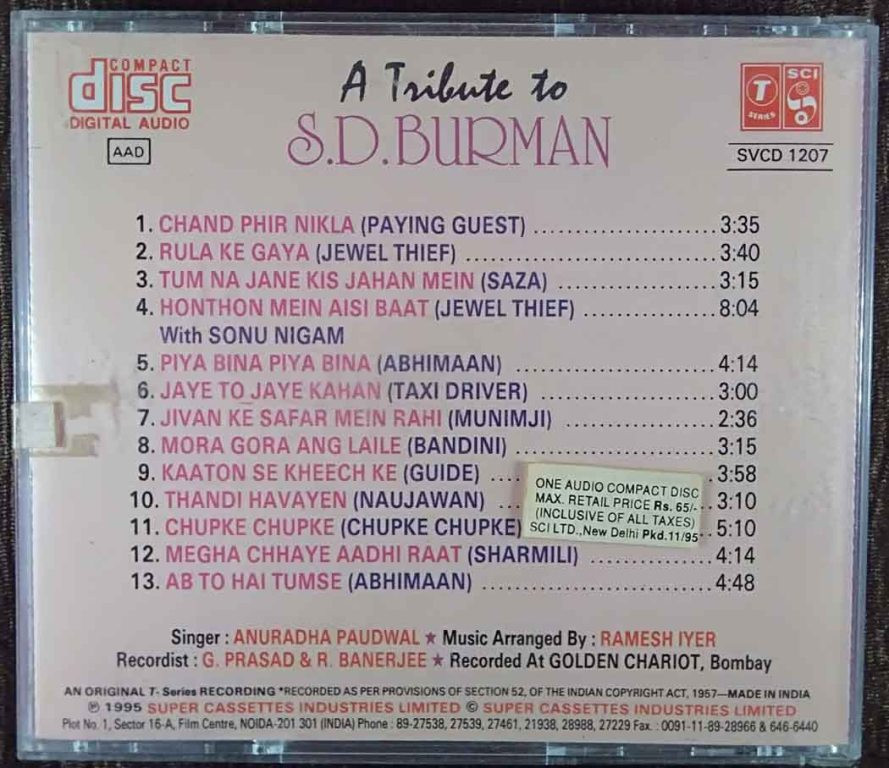 COMPACT
disc
DIGITAL AUDIO
AAD
A Tribute to
S.D.BURMAN
T
SERIES
SCI
SVCD 1207
1. CHAND PHIR NIKLA (PAYING GUEST) ...................... 3:35
2. RULA KE GAYA (JEWEL THIEF) ............................. 3:40
3. TUM NA JANE KIS JAHAN MEIN (SAZA) .................. 3:15
4. HONTHON MEIN AISI BAAT (JEWEL THIEF) ............... 8:04
With SONU NIGAM
5. PIYA BINA PIYA BINA (ABHIMAAN) ...................... 4:14
6. JAYE TO JAYE KAHAN (TAXI DRIVER) .................... 3:00
7. JIVAN KE SAFAR MEIN RAHI (MUNIMJI) ................. 2:36
8. MORA GORA ANG LAILE (BANDINI) ...................... 3:15
9. KAATON SE KHEECH KE (GUIDE) .... 3:58
10. THANDI HAVAYEN (NAUJAWAN) ... 3:10
11. CHUPKE CHUPKE (CHUPKE CHUPKE) .. 5:10
12. MEGHA CHHAYE AADHI RAAT (SHARMILI) ............... 4:14
13. AB TO HAI TUMSE (ABHIMAAN) .......................... 4:48
ONE AUDIO COMPACT DISC
MAX. RETAIL PRICE Rs. 65/-
(INCLUSIVE OF ALL TAXES)
SCI LTD.,New Delhi Pkd.11/95
Singer : ANURADHA PAUDWAL ★ Music Arranged By : RAMESH IYER
Recordist : G. PRASAD & R. BANERJEE ★ Recorded At GOLDEN CHARIOT, Bombay
AN ORIGINAL T- Series RECORDING *RECORDED AS PER PROVISIONS OF SECTION 52, OF THE INDIAN COPYRIGHT ACT, 1957—MADE IN INDIA
℗ 1995 SUPER CASSETTES INDUSTRIES LIMITED © SUPER CASSETTES INDUSTRIES LIMITED
Plot No. 1, Sector 16-A, Film Centre, NOIDA-201 301 (INDIA) Phone : 89-27538, 27539, 27461, 21938, 28988, 27229 Fax. : 0091-11-89-28966 & 646-6440